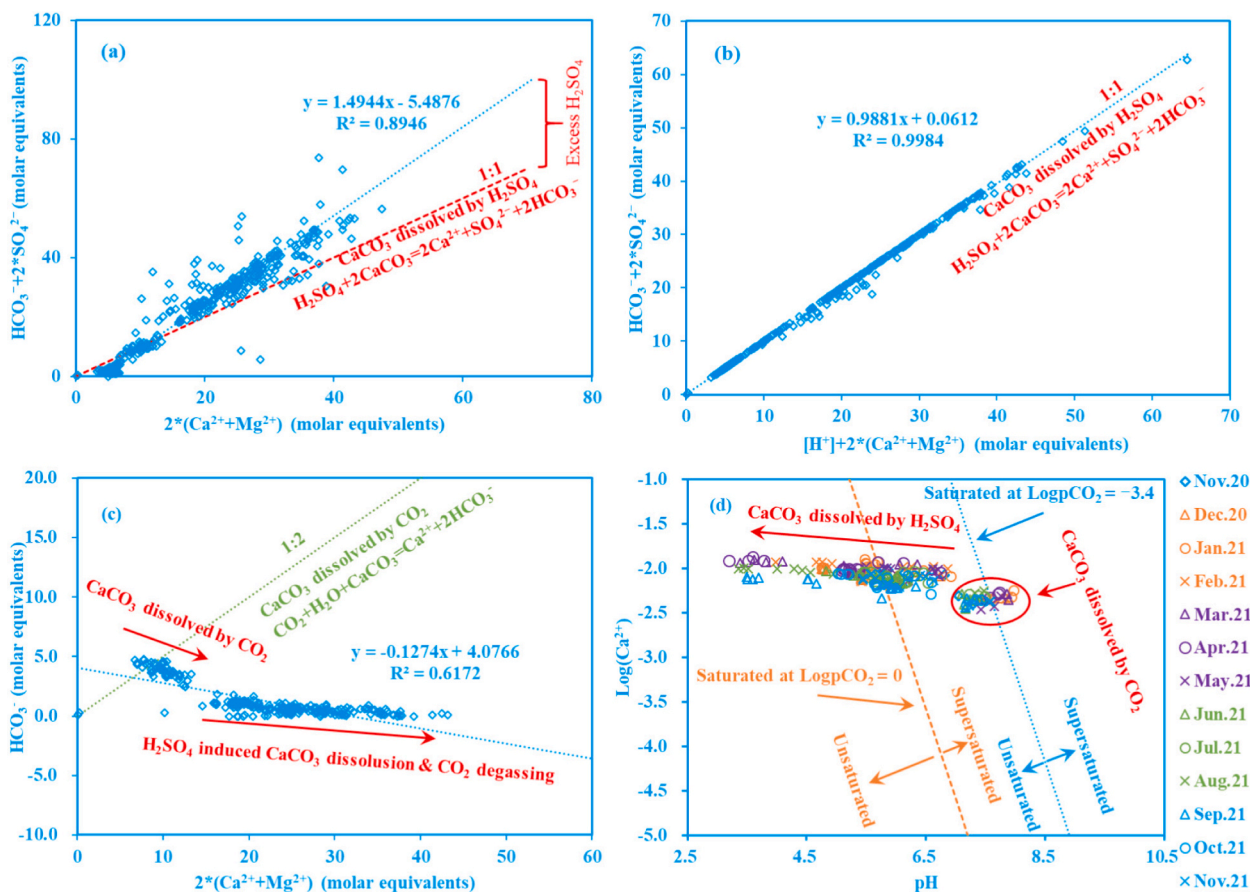 (a)
120
80
40
0
0
20
40
60
80
HCO₃⁻+2*SO₄²⁻ (molar equivalents)
2*(Ca²⁺+Mg²⁺) (molar equivalents)
y = 1.4944x - 5.4876
R² = 0.8946
Excess H₂SO₄
1:1
CaCO₃ dissolved by H₂SO₄
H₂SO₄+2CaCO₃=2Ca²⁺+SO₄²⁻+2HCO₃⁻
(b)
70
60
50
40
30
20
10
0
0
10
20
30
40
50
60
70
HCO₃⁻+2*SO₄²⁻ (molar equivalents)
[H⁺]+2*(Ca²⁺+Mg²⁺) (molar equivalents)
y = 0.9881x + 0.0612
R² = 0.9984
1:1
CaCO₃ dissolved by H₂SO₄
H₂SO₄+2CaCO₃=2Ca²⁺+SO₄²⁻+2HCO₃⁻
(c)
20.0
15.0
10.0
5.0
0.0
-5.0
-10.0
0
10
20
30
40
50
60
HCO₃⁻ (molar equivalents)
2*(Ca²⁺+Mg²⁺) (molar equivalents)
1:2
CaCO₃ dissolved by CO₂
CO₂+H₂O+CaCO₃=Ca²⁺+2HCO₃⁻
CaCO₃ dissolved by CO₂
y = -0.1274x + 4.0766
R² = 0.6172
H₂SO₄ induced CaCO₃ dissolusion & CO₂ degassing
(d)
-1.0
-1.5
-2.0
-2.5
-3.0
-3.5
-4.0
-4.5
-5.0
2.5
4.5
6.5
8.5
10.5
Log(Ca²⁺)
pH
Saturated at LogpCO₂ = −3.4
CaCO₃ dissolved by H₂SO₄
CaCO₃ dissolved by CO₂
Saturated at LogpCO₂ = 0
Unsaturated
Supersaturated
Unsaturated
Supersaturated
Nov.20
Dec.20
Jan.21
Feb.21
Mar.21
Apr.21
May.21
Jun.21
Jul.21
Aug.21
Sep.21
Oct.21
Nov.21